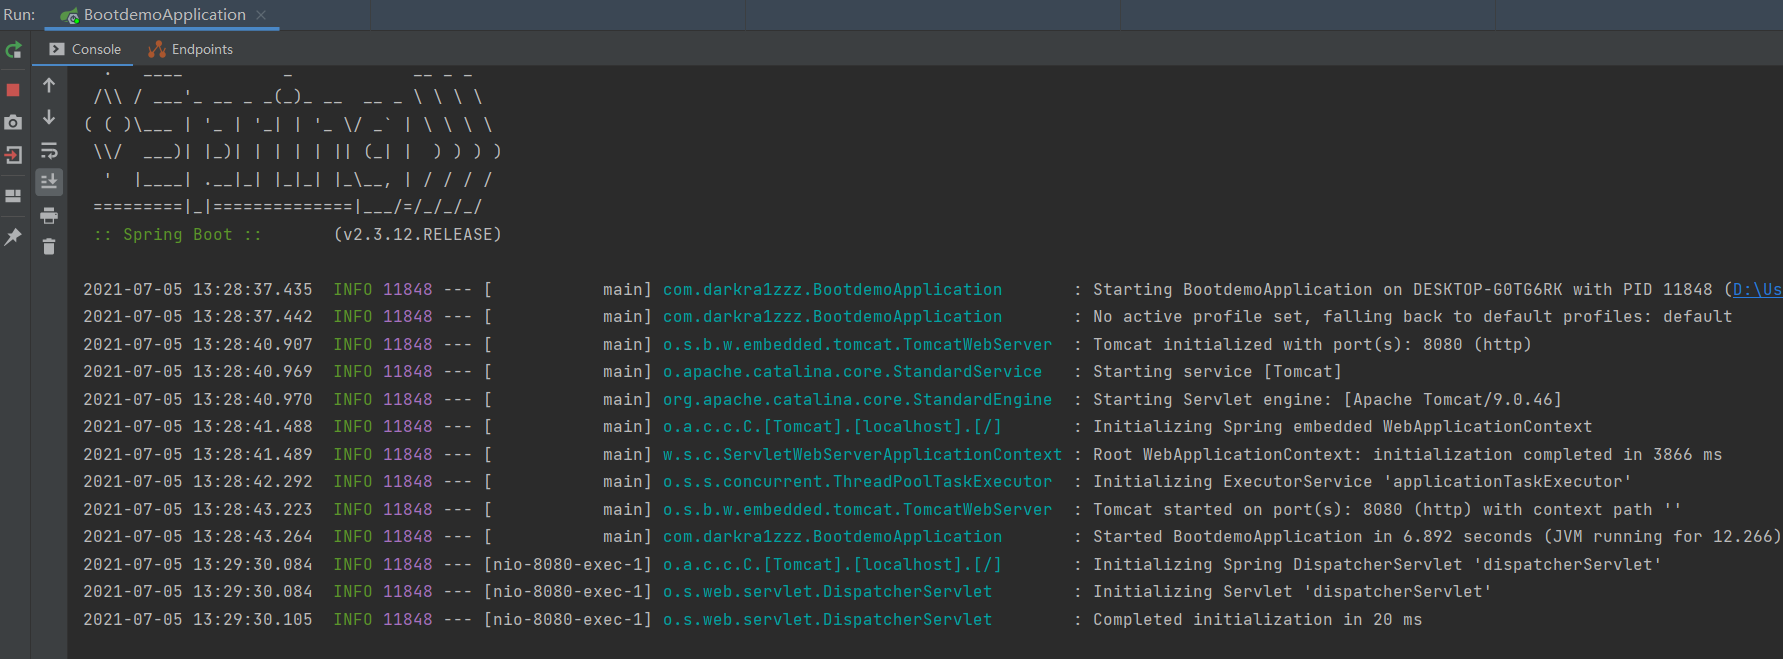 Run: BootdemoApplication
Console Endpoints
 .   ____          _            __ _ _
 /\\ / ___'_ __ _ _(_)_ __  __ _ \ \ \ \
( ( )\___ | '_ | '_| | '_ \/ _` | \ \ \ \
 \\/  ___)| |_)| | | | | || (_| |  ) ) ) )
  '  |____| .__|_| |_|_| |_\__, | / / / /
 =========|_|==============|___/=/_/_/_/
 :: Spring Boot ::       (v2.3.12.RELEASE)
2021-07-05 13:28:37.435  INFO 11848 --- [           main] com.darkra1zzz.BootdemoApplication       : Starting BootdemoApplication on DESKTOP-G0TG6RK with PID 11848 (D:\Us
2021-07-05 13:28:37.442  INFO 11848 --- [           main] com.darkra1zzz.BootdemoApplication       : No active profile set, falling back to default profiles: default
2021-07-05 13:28:40.907  INFO 11848 --- [           main] o.s.b.w.embedded.tomcat.TomcatWebServer  : Tomcat initialized with port(s): 8080 (http)
2021-07-05 13:28:40.969  INFO 11848 --- [           main] o.apache.catalina.core.StandardService   : Starting service [Tomcat]
2021-07-05 13:28:40.970  INFO 11848 --- [           main] org.apache.catalina.core.StandardEngine  : Starting Servlet engine: [Apache Tomcat/9.0.46]
2021-07-05 13:28:41.488  INFO 11848 --- [           main] o.a.c.c.C.[Tomcat].[localhost].[/]       : Initializing Spring embedded WebApplicationContext
2021-07-05 13:28:41.489  INFO 11848 --- [           main] w.s.c.ServletWebServerApplicationContext : Root WebApplicationContext: initialization completed in 3866 ms
2021-07-05 13:28:42.292  INFO 11848 --- [           main] o.s.s.concurrent.ThreadPoolTaskExecutor  : Initializing ExecutorService 'applicationTaskExecutor'
2021-07-05 13:28:43.223  INFO 11848 --- [           main] o.s.b.w.embedded.tomcat.TomcatWebServer  : Tomcat started on port(s): 8080 (http) with context path ''
2021-07-05 13:28:43.264  INFO 11848 --- [           main] com.darkra1zzz.BootdemoApplication       : Started BootdemoApplication in 6.892 seconds (JVM running for 12.266)
2021-07-05 13:29:30.084  INFO 11848 --- [nio-8080-exec-1] o.a.c.c.C.[Tomcat].[localhost].[/]       : Initializing Spring DispatcherServlet 'dispatcherServlet'
2021-07-05 13:29:30.084  INFO 11848 --- [nio-8080-exec-1] o.s.web.servlet.DispatcherServlet        : Initializing Servlet 'dispatcherServlet'
2021-07-05 13:29:30.105  INFO 11848 --- [nio-8080-exec-1] o.s.web.servlet.DispatcherServlet        : Completed initialization in 20 ms